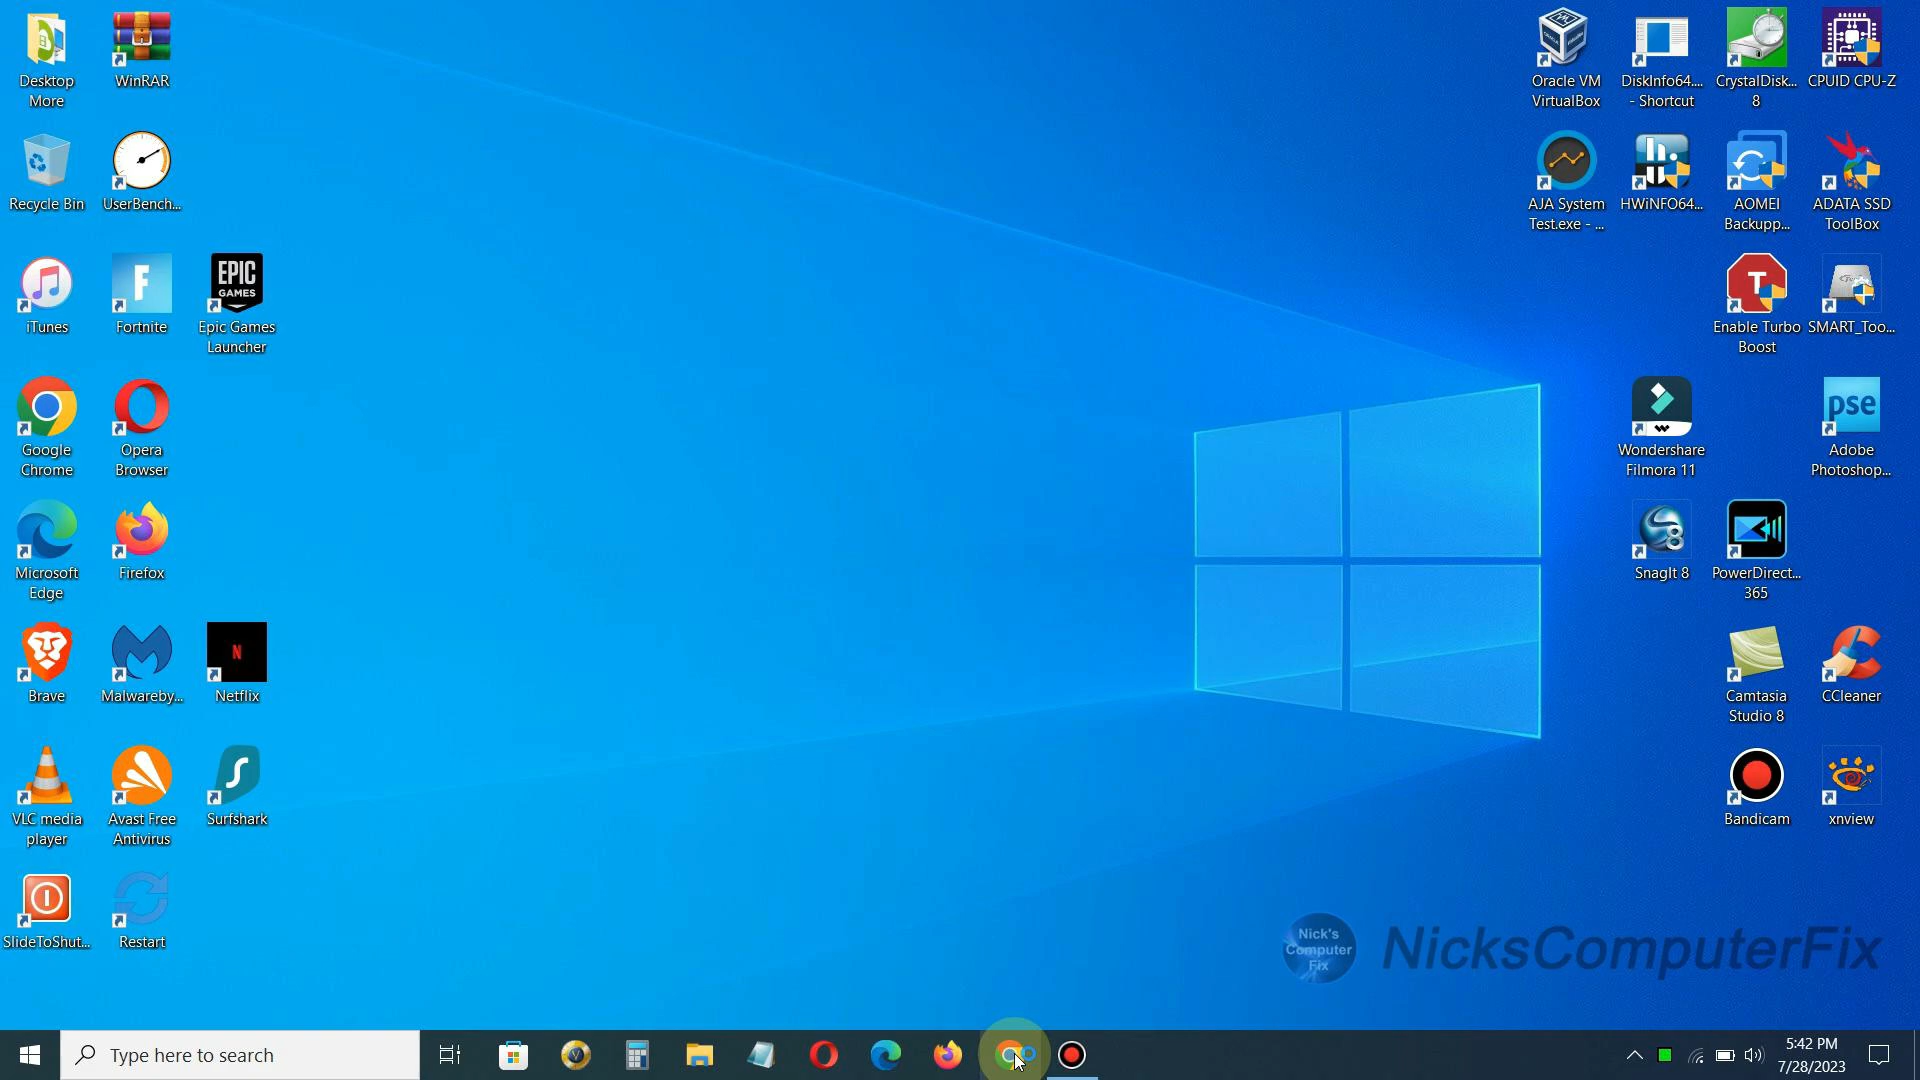 Desktop
More
WinRAR
Oracle VM
VirtualBox
DiskInfo64....
- Shortcut
CrystalDisk...
8
CPUID CPU-Z
Recycle Bin
UserBench...
AJA System
Test.exe - ...
HWiNFO64...
AOMEI
Backupp...
ADATA SSD
ToolBox
iTunes
F
Fortnite
EPIC
GAMES
Epic Games
Launcher
T
Enable Turbo
Boost
SMART_Too...
Google
Chrome
Opera
Browser
Wondershare
Filmora 11
pse
Adobe
Photoshop...
Microsoft
Edge
Firefox
8
SnagIt 8
PowerDirect...
365
Brave
Malwareby...
N
Netflix
Camtasia
Studio 8
CCleaner
VLC media
player
Avast Free
Antivirus
S
Surfshark
Bandicam
xnview
SlideToShut...
Restart
Nick's
Computer
Fix
NicksComputerFix
Type here to search
5:42 PM
7/28/2023